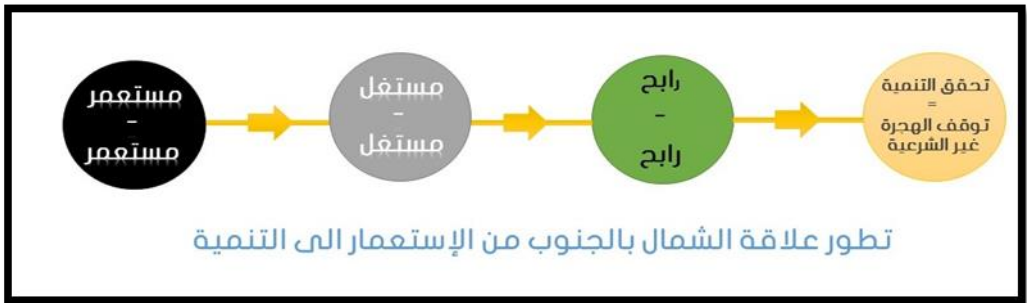 مستعمر
-
مستعمر
مستغل
-
مستغل
رابح
-
رابح
تحقق التنمية
=
توقف الهجرة
غير الشرعية
تطور علاقة الشمال بالجنوب من الإستعمار الى التنمية